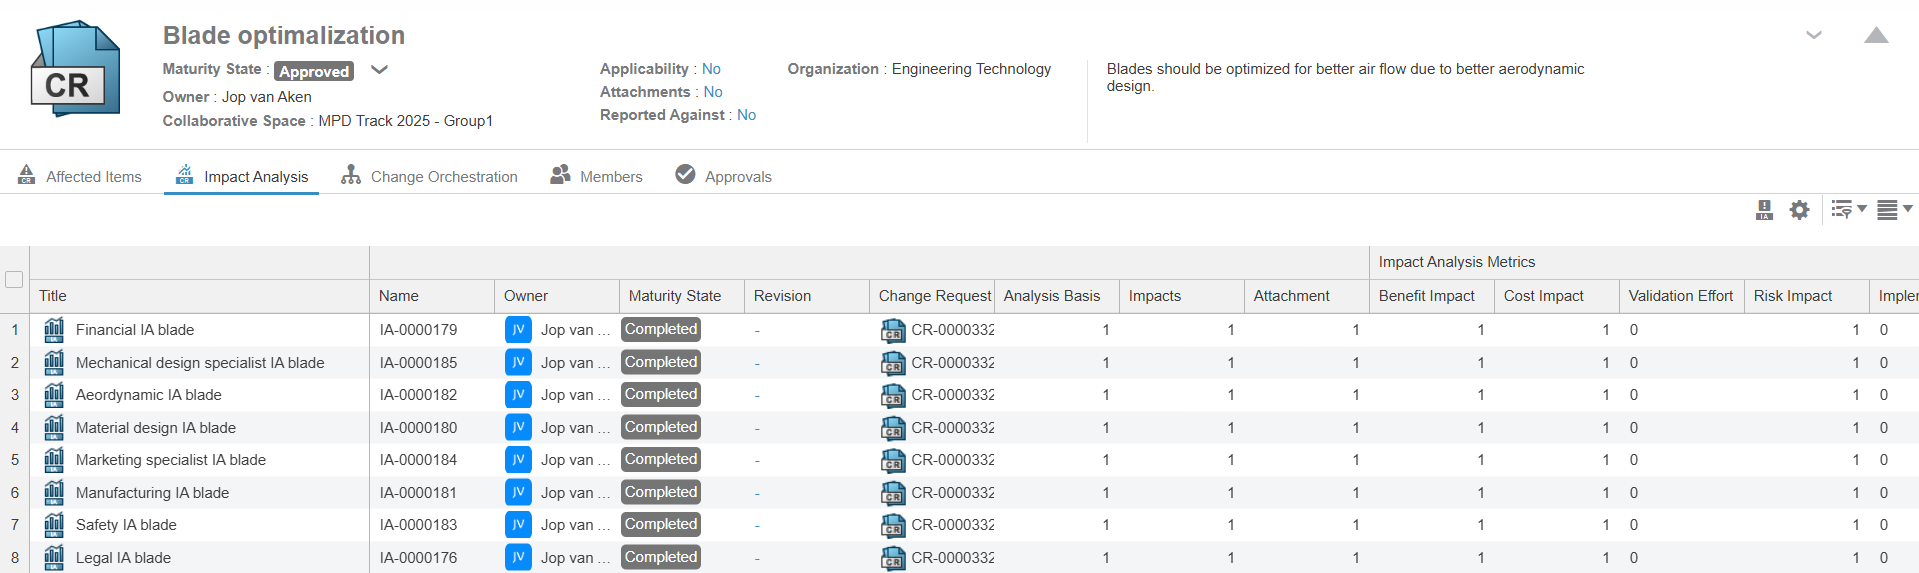 Blade optimalization
Maturity State : Approved
Owner : Jop van Aken
Collaborative Space : MPD Track 2025 - Group1
Applicability : No
Attachments : No
Reported Against : No
Organization : Engineering Technology
Blades should be optimized for better air flow due to better aerodynamic
design.
CR
Affected Items Impact Analysis Change Orchestration Members Approvals
Impact Analysis Metrics
Title Name Owner Maturity State Revision Change Request Analysis Basis Impacts Attachment Benefit Impact Cost Impact Validation Effort Risk Impact Implen
1 Financial IA blade IA-0000179 JV Jop van ... Completed - CR-0000332 1 1 1 1 1 0 1 0
2 Mechanical design specialist IA blade IA-0000185 JV Jop van ... Completed - CR-0000332 1 1 1 1 1 0 1 0
3 Aeordynamic IA blade IA-0000182 JV Jop van ... Completed - CR-0000332 1 1 1 1 1 0 1 0
4 Material design IA blade IA-0000180 JV Jop van ... Completed - CR-0000332 1 1 1 1 1 0 1 0
5 Marketing specialist IA blade IA-0000184 JV Jop van ... Completed - CR-0000332 1 1 1 1 1 0 1 0
6 Manufacturing IA blade IA-0000181 JV Jop van ... Completed - CR-0000332 1 1 1 1 1 0 1 0
7 Safety IA blade IA-0000183 JV Jop van ... Completed - CR-0000332 1 1 1 1 1 0 1 0
8 Legal IA blade IA-0000176 JV Jop van ... Completed - CR-0000332 1 1 1 1 1 0 1 0